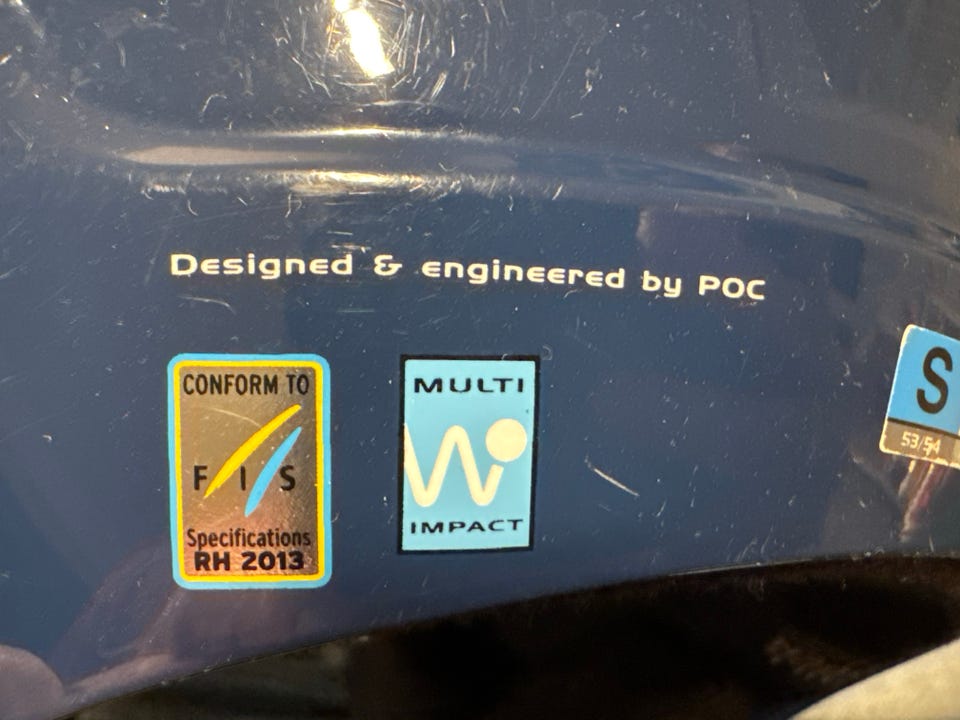 Designed & engineered by POC
CONFORM TO
F I S
Specifications
RH 2013
MULTI
IMPACT
S
53/54